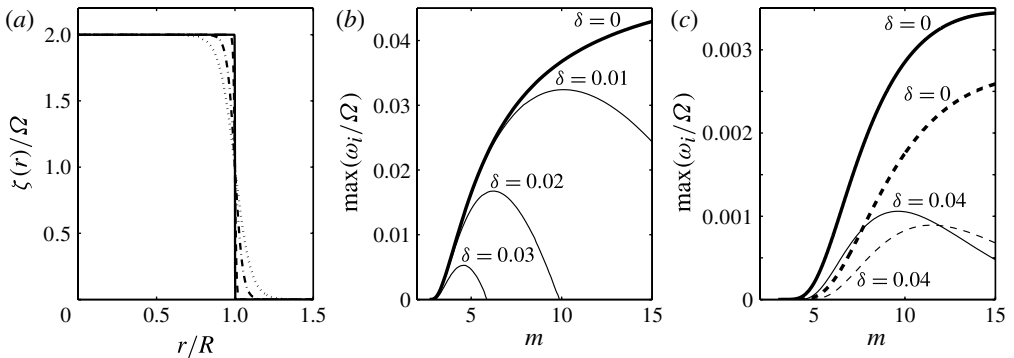 (a)
2.0
1.5
1.0
0.5
0
0.5
1.0
1.5
ζ(r)/Ω
r/R
(b)
0.04
0.03
0.02
0.01
0
5
10
15
max(ω_i/Ω)
m
δ = 0
δ = 0.01
δ = 0.02
δ = 0.03
(c)
0.003
0.002
0.001
0
5
10
15
max(ω_i/Ω)
m
δ = 0
δ = 0
δ = 0.04
δ = 0.04